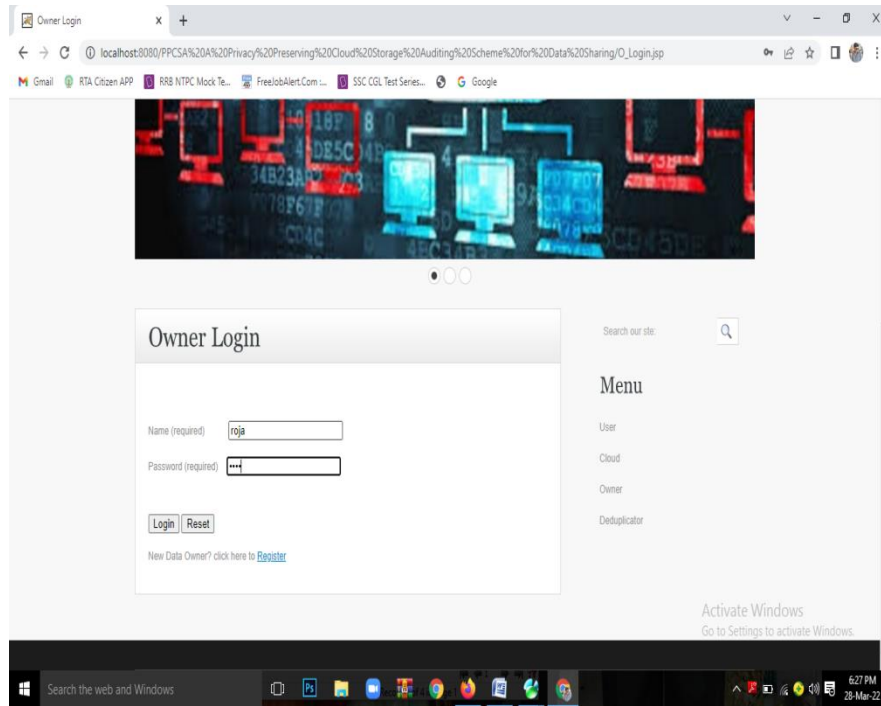 Owner Login
localhost:8080/PPCSA%20A%20Privacy%20Preserving%20Cloud%20Storage%20Auditing%20Scheme%20for%20Data%20Sharing/O_Login.jsp
Gmail RTA Citizen APP RRB NTPC Mock Te... FreeJobAlert.Com :... SSC CGL Test Series... Google
Owner Login
Name (required) roja
Password (required) ••••
Login Reset
New Data Owner? click here to Register
Search our site:
Menu
User
Cloud
Owner
Deduplicator
Activate Windows
Go to Settings to activate Windows.
Search the web and Windows
Ps
6:27 PM
28-Mar-22